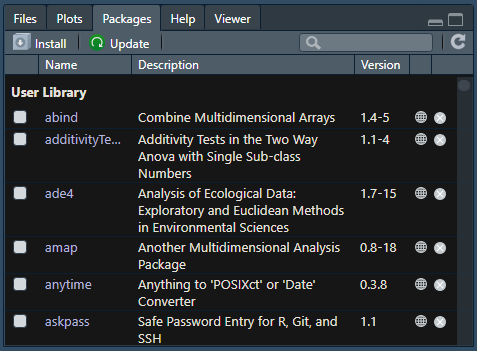 Files Plots Packages Help Viewer
Install Update
Name Description Version
User Library
abind Combine Multidimensional Arrays 1.4-5
additivityTe... Additivity Tests in the Two Way 1.1-4
Anova with Single Sub-class
Numbers
ade4 Analysis of Ecological Data: 1.7-15
Exploratory and Euclidean Methods
in Environmental Sciences
amap Another Multidimensional Analysis 0.8-18
Package
anytime Anything to 'POSIXct' or 'Date' 0.3.8
Converter
askpass Safe Password Entry for R, Git, and 1.1
SSH